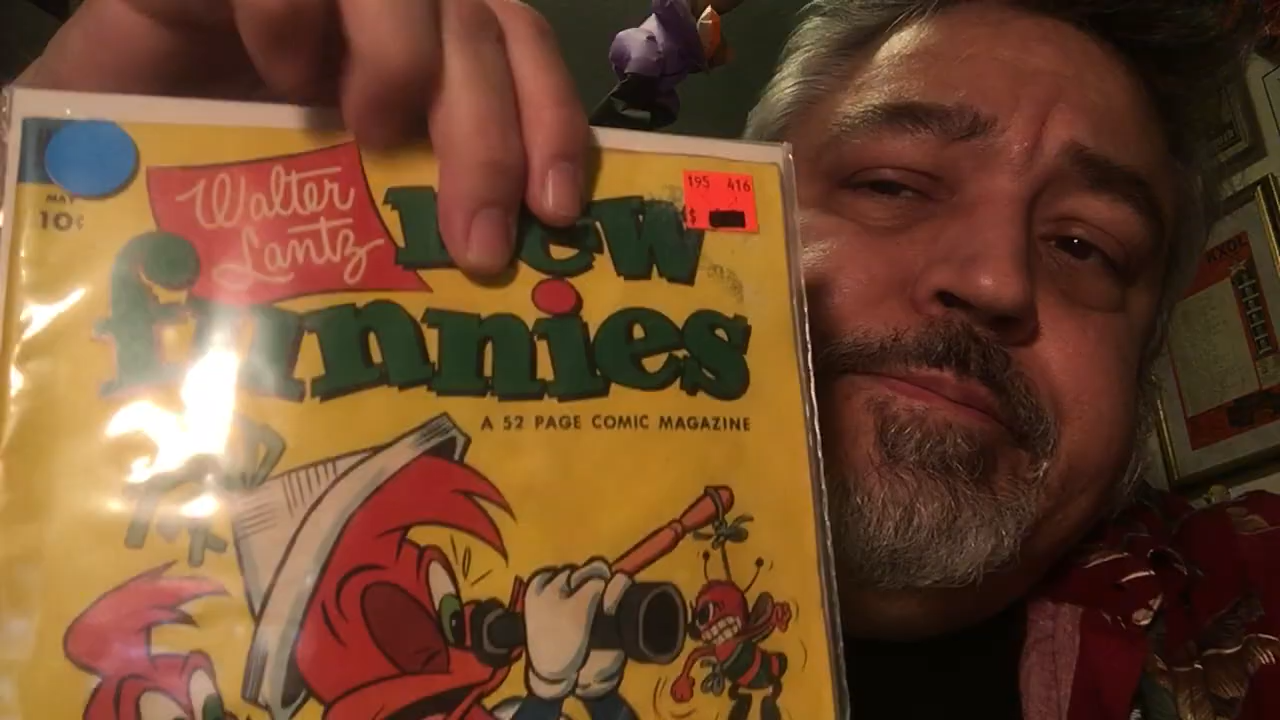 MAY
10¢
Walter
Lantz
new
funnies
195 416
$
A 52 PAGE COMIC MAGAZINE